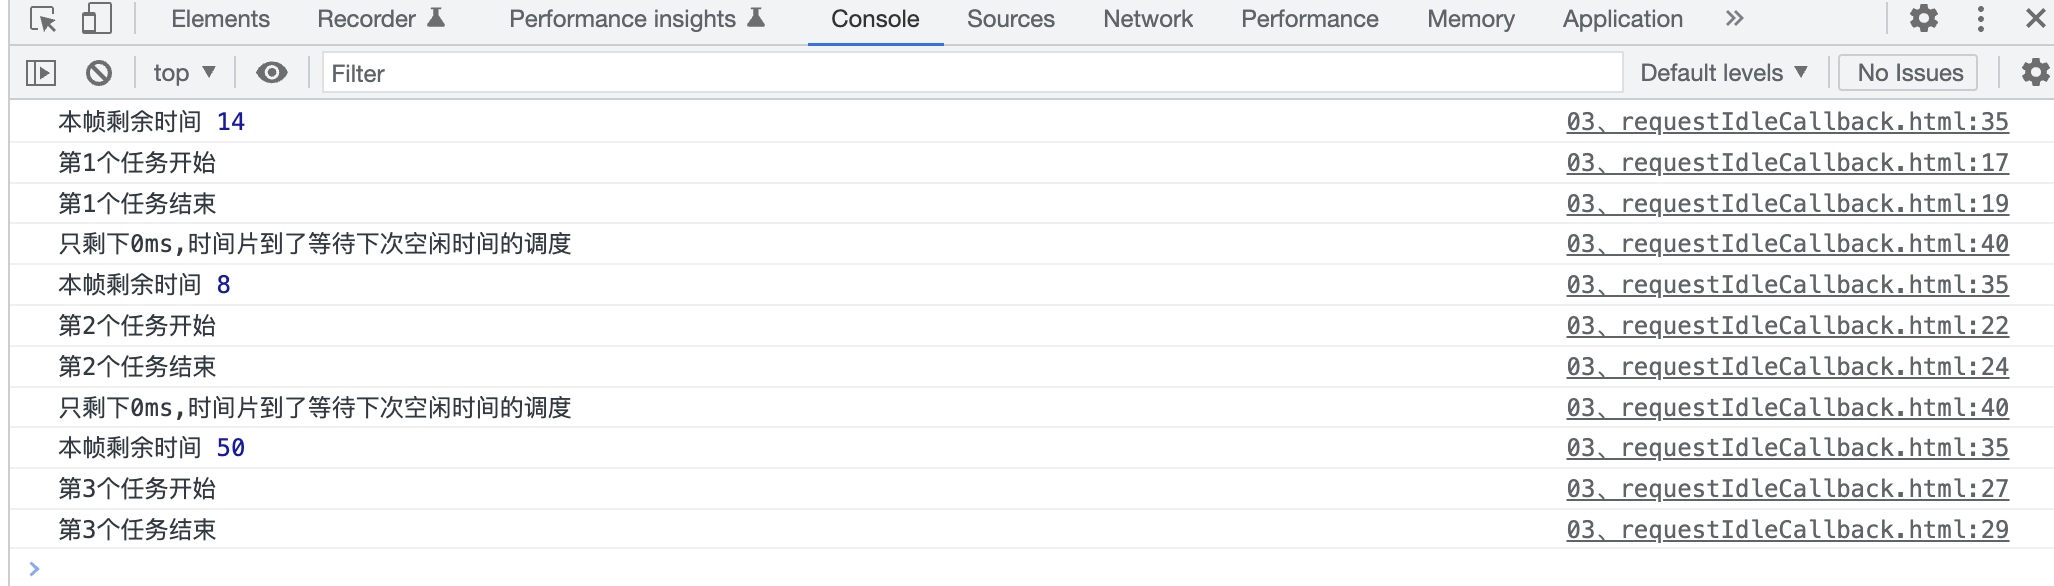 Elements Recorder Performance insights Console Sources Network Performance Memory Application »
top ▼ Filter Default levels ▼ No Issues
本帧剩余时间 14 03、requestIdleCallback.html:35
第1个任务开始 03、requestIdleCallback.html:17
第1个任务结束 03、requestIdleCallback.html:19
只剩下0ms,时间片到了等待下次空闲时间的调度 03、requestIdleCallback.html:40
本帧剩余时间 8 03、requestIdleCallback.html:35
第2个任务开始 03、requestIdleCallback.html:22
第2个任务结束 03、requestIdleCallback.html:24
只剩下0ms,时间片到了等待下次空闲时间的调度 03、requestIdleCallback.html:40
本帧剩余时间 50 03、requestIdleCallback.html:35
第3个任务开始 03、requestIdleCallback.html:27
第3个任务结束 03、requestIdleCallback.html:29